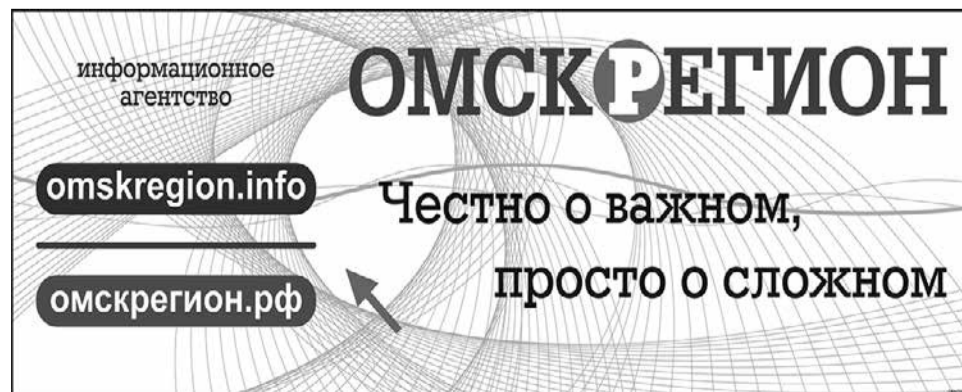 информационное
агентство
ОМСКРЕГИОН
omskregion.info
омскрегион.рф
Честно о важном,
просто о сложном